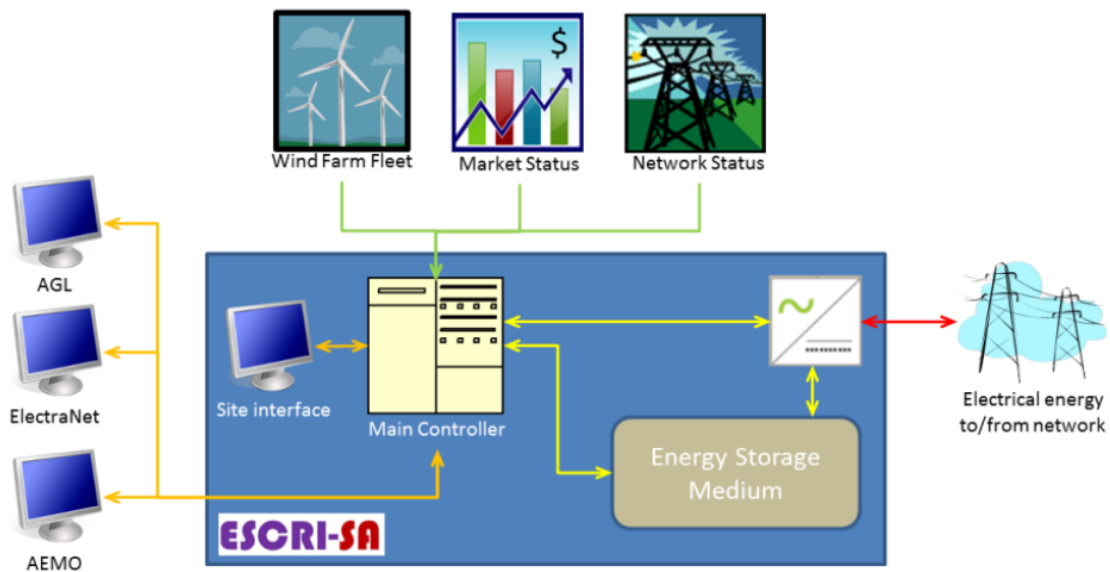 $
Wind Farm Fleet
Market Status
Network Status
AGL
ElectraNet
AEMO
Site interface
Main Controller
Energy Storage
Medium
ESCRI-SA
Electrical energy
to/from network